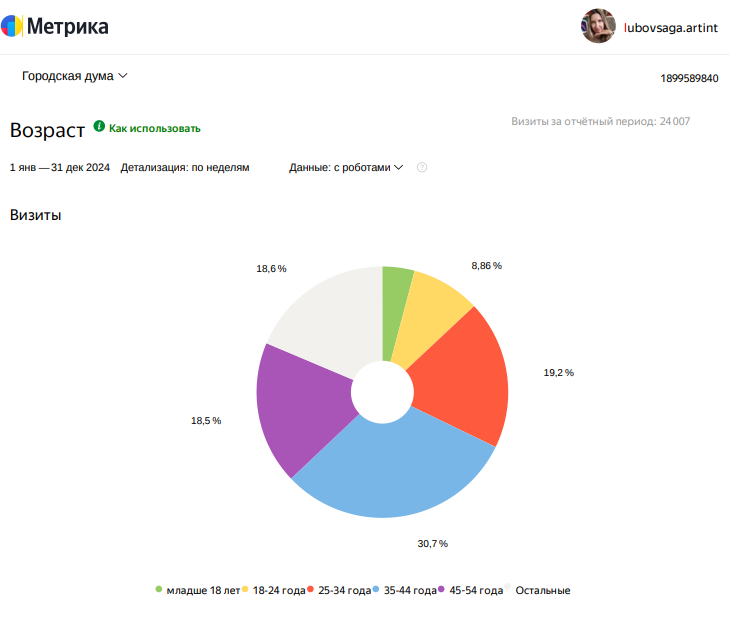 Метрика
lubovsaga.artint
Городская дума
1899589840
Возраст
Как использовать
Визиты за отчётный период: 24 007
1 янв — 31 дек 2024 Детализация: по неделям Данные: с роботами ?
Визиты
18,6 %
8,86 %
19,2 %
18,5 %
30,7 %
младше 18 лет 18-24 года 25-34 года 35-44 года 45-54 года Остальные